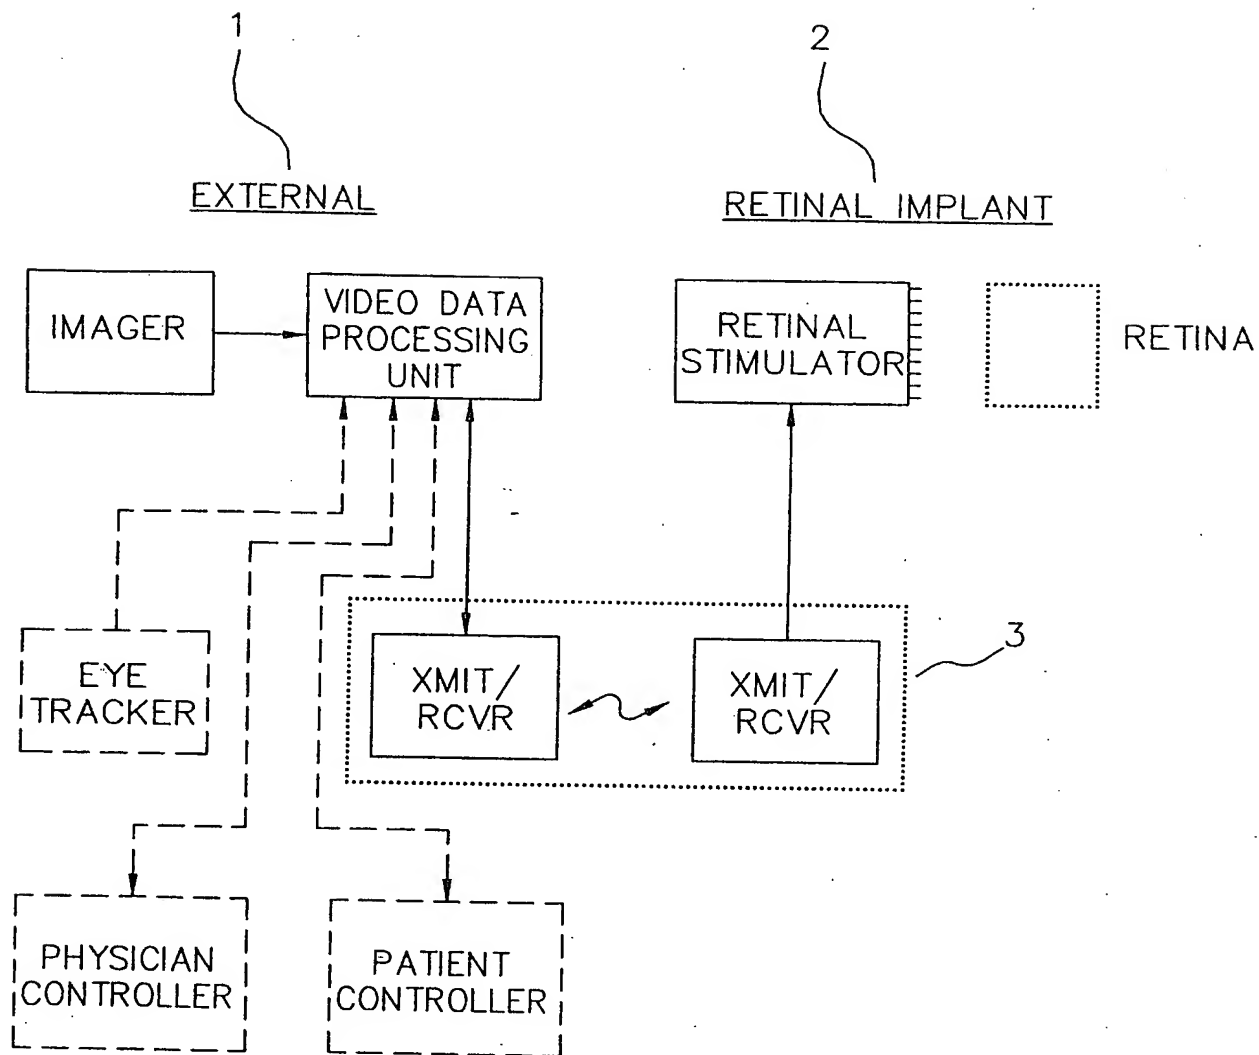 1
2
EXTERNAL
RETINAL IMPLANT
IMAGER
VIDEO DATA
PROCESSING
UNIT
RETINAL
STIMULATOR
RETINA
3
XMIT/
RCVR
XMIT/
RCVR
EYE
TRACKER
PHYSICIAN
CONTROLLER
PATIENT
CONTROLLER